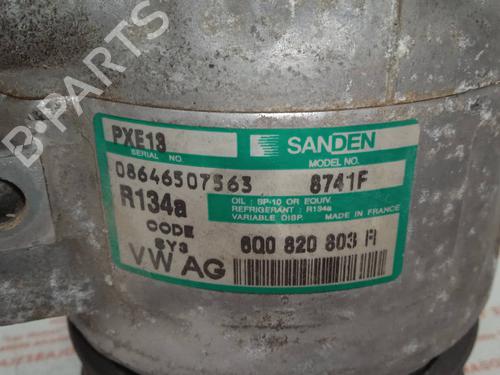 PXE13
SERIAL NO.
08646507563
R134a
CODE
SY3
VW AG
SANDEN
MODEL NO.
8741F
OIL : SP-10 OR EQUIV.
REFRIGERANT : R134a
VARIABLE DISP. MADE IN FRANCE
6Q0 820 803 H
B-PARTS